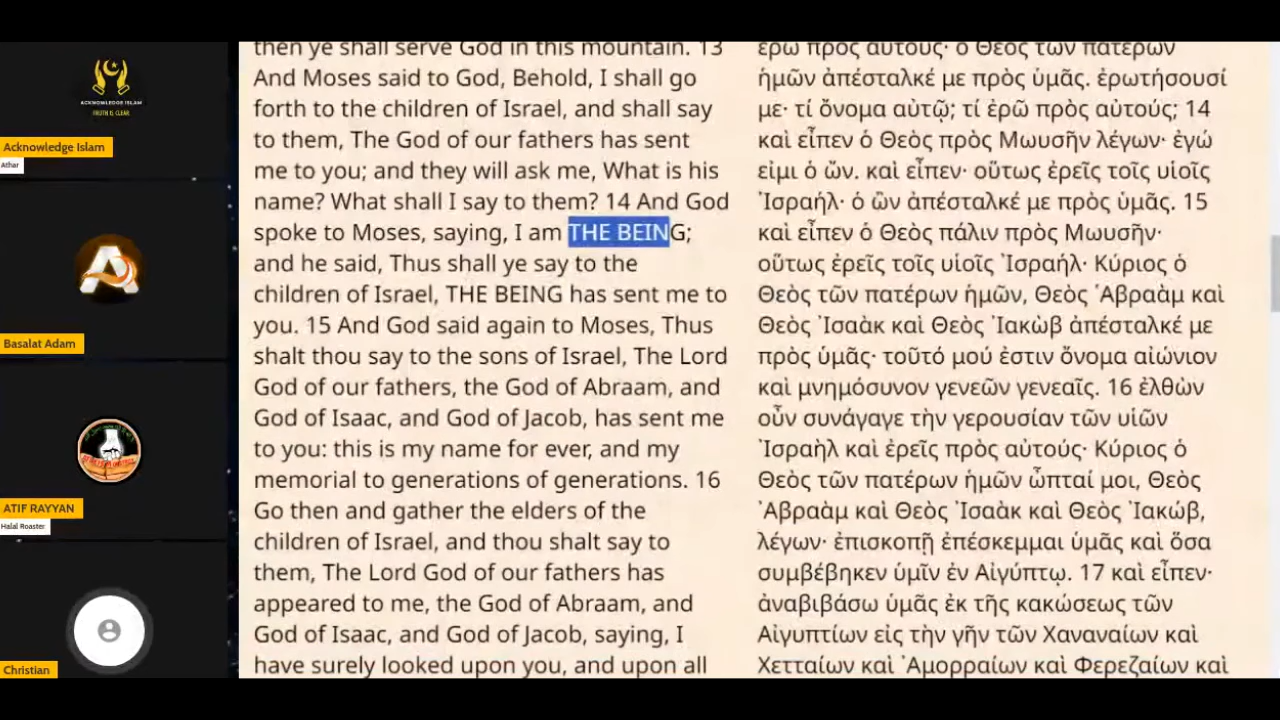 ACKNOWLEDGE ISLAM
TRUTH IS CLEAR
Acknowledge Islam
Athar
Basalat Adam
ATIF RAYYAN
Halal Roaster
Christian
then ye shall serve God in this mountain. 13
And Moses said to God, Behold, I shall go
forth to the children of Israel, and shall say
to them, The God of our fathers has sent
me to you; and they will ask me, What is his
name? What shall I say to them? 14 And God
spoke to Moses, saying, I am THE BEING;
and he said, Thus shall ye say to the
children of Israel, THE BEING has sent me to
you. 15 And God said again to Moses, Thus
shalt thou say to the sons of Israel, The Lord
God of our fathers, the God of Abraam, and
God of Isaac, and God of Jacob, has sent me
to you: this is my name for ever, and my
memorial to generations of generations. 16
Go then and gather the elders of the
children of Israel, and thou shalt say to
them, The Lord God of our fathers has
appeared to me, the God of Abraam, and
God of Isaac, and God of Jacob, saying, I
have surely looked upon you, and upon all
ἐρῶ πρὸς αὐτούς· ὁ Θεὸς τῶν πατέρων
ἡμῶν ἀπέσταλκέ με πρὸς ὑμᾶς. ἐρωτήσουσί
με· τί ὄνομα αὐτῷ; τί ἐρῶ πρὸς αὐτούς; 14
καὶ εἶπεν ὁ Θεὸς πρὸς Μωυσῆν λέγων· ἐγώ
εἰμι ὁ ὤν. καὶ εἶπεν· οὕτως ἐρεῖς τοῖς υἱοῖς
Ἰσραήλ· ὁ ὢν ἀπέσταλκέ με πρὸς ὑμᾶς. 15
καὶ εἶπεν ὁ Θεὸς πάλιν πρὸς Μωυσῆν·
οὕτως ἐρεῖς τοῖς υἱοῖς Ἰσραήλ· Κύριος ὁ
Θεὸς τῶν πατέρων ἡμῶν, Θεὸς Ἁβραὰμ καὶ
Θεὸς Ἰσαὰκ καὶ Θεὸς Ἰακὼβ ἀπέσταλκέ με
πρὸς ὑμᾶς· τοῦτό μού ἐστιν ὄνομα αἰώνιον
καὶ μνημόσυνον γενεῶν γενεαῖς. 16 ἐλθὼν
οὖν συνάγαγε τὴν γερουσίαν τῶν υἱῶν
Ἰσραὴλ καὶ ἐρεῖς πρὸς αὐτούς· Κύριος ὁ
Θεὸς τῶν πατέρων ἡμῶν ὦπταί μοι, Θεὸς
Ἀβραὰμ καὶ Θεὸς Ἰσαὰκ καὶ Θεὸς Ἰακώβ,
λέγων· ἐπισκοπῇ ἐπέσκεμμαι ὑμᾶς καὶ ὅσα
συμβέβηκεν ὑμῖν ἐν Αἰγύπτῳ. 17 καὶ εἶπεν·
ἀναβιβάσω ὑμᾶς ἐκ τῆς κακώσεως τῶν
Αἰγυπτίων εἰς τὴν γῆν τῶν Χαναναίων καὶ
Χετταίων καὶ Ἀμορραίων καὶ Φερεζαίων καὶ